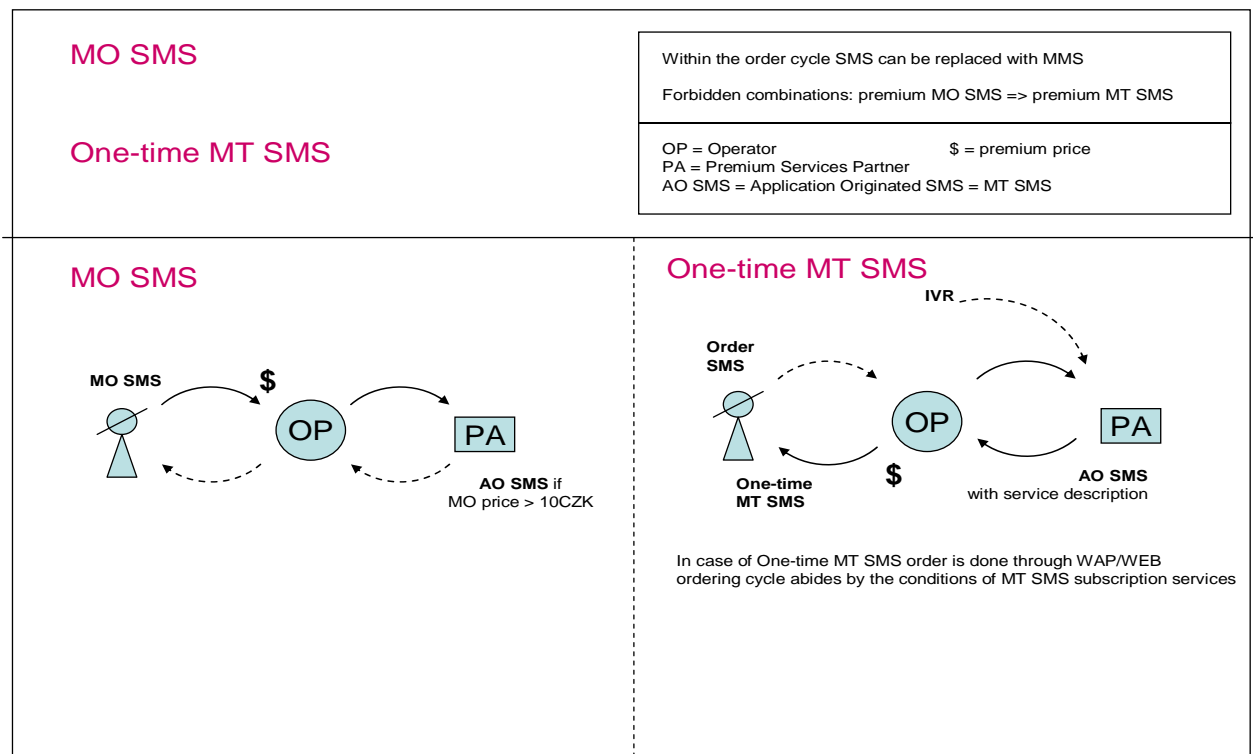 MO SMS
One-time MT SMS
Within the order cycle SMS can be replaced with MMS
Forbidden combinations: premium MO SMS => premium MT SMS
OP = Operator $ = premium price
PA = Premium Services Partner
AO SMS = Application Originated SMS = MT SMS
MO SMS
MO SMS
$
OP
PA
AO SMS if
MO price > 10CZK
One-time MT SMS
IVR
Order
SMS
OP
PA
$
One-time
MT SMS
AO SMS
with service description
In case of One-time MT SMS order is done through WAP/WEB
ordering cycle abides by the conditions of MT SMS subscription services